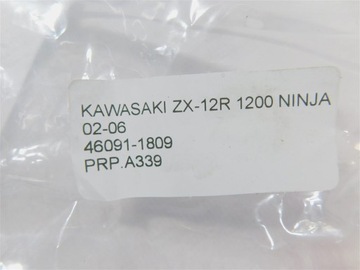 KAWASAKI ZX-12R 1200 NINJA
02-06
46091-1809
PRP.A339